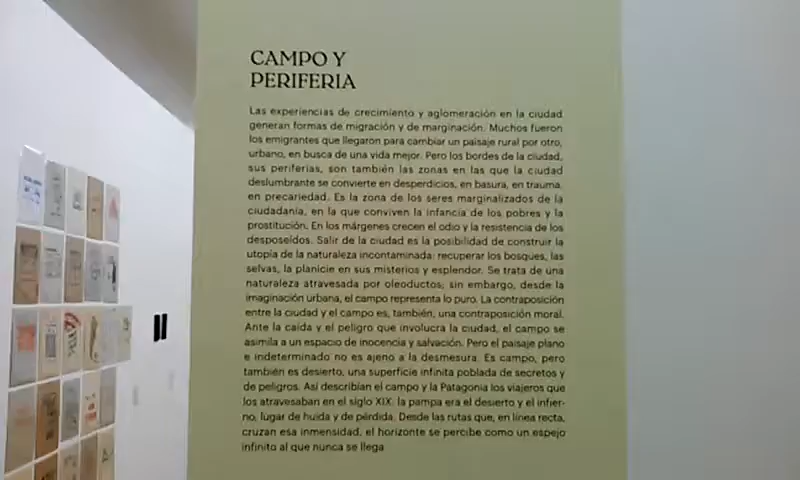 CAMPO Y
PERIFERIA
Las experiencias de crecimiento y aglomeración en la ciudad
generan formas de migración y de marginación. Muchos fueron
los emigrantes que llegaron para cambiar un paisaje rural por otro,
urbano, en busca de una vida mejor. Pero los bordes de la ciudad,
sus periferias, son también las zonas en las que la ciudad
deslumbrante se convierte en desperdicios, en basura, en trauma,
en precariedad. Es la zona de los seres marginalizados de la
ciudadanía, en la que conviven la infancia de los pobres y la
prostitución. En los márgenes crecen el odio y la resistencia de los
desposeídos. Salir de la ciudad es la posibilidad de construir la
utopía de la naturaleza incontaminada: recuperar los bosques, las
selvas, la planicie en sus misterios y esplendor. Se trata de una
naturaleza atravesada por oleoductos; sin embargo, desde la
imaginación urbana, el campo representa lo puro. La contraposición
entre la ciudad y el campo es, también, una contraposición moral.
Ante la caída y el peligro que involucra la ciudad, el campo se
asimila a un espacio de inocencia y salvación. Pero el paisaje plano
e indeterminado no es ajeno a la desmesura. Es campo, pero
también es desierto, una superficie infinita poblada de secretos y
de peligros. Así describían el campo y la Patagonia los viajeros que
los atravesaban en el siglo XIX: la pampa era el desierto y el infier-
no, lugar de huida y de pérdida. Desde las rutas que, en línea recta,
cruzan esa inmensidad, el horizonte se percibe como un espejo
infinito al que nunca se llega